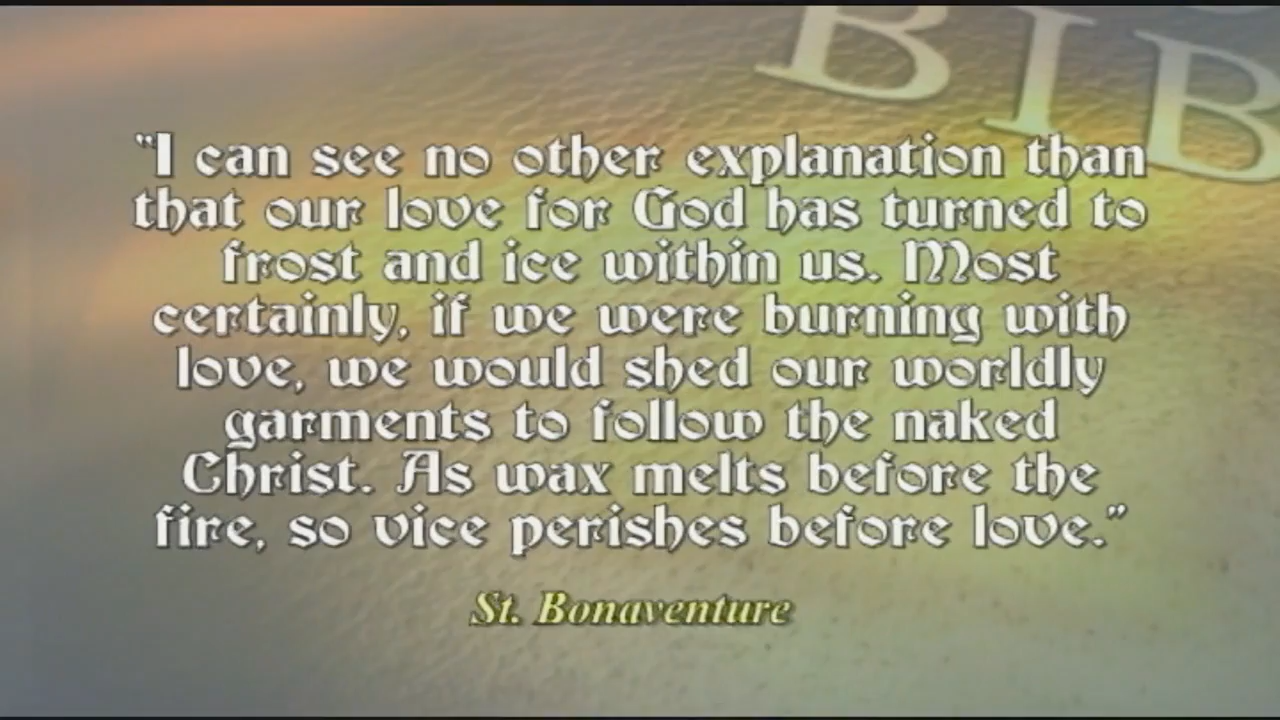 BIB
"I can see no other explanation than
that our love for God has turned to
frost and ice within us. Most
certainly, if we were burning with
love, we would shed our worldly
garments to follow the naked
Christ. As wax melts before the
fire, so vice perishes before love."
St. Bonaventure